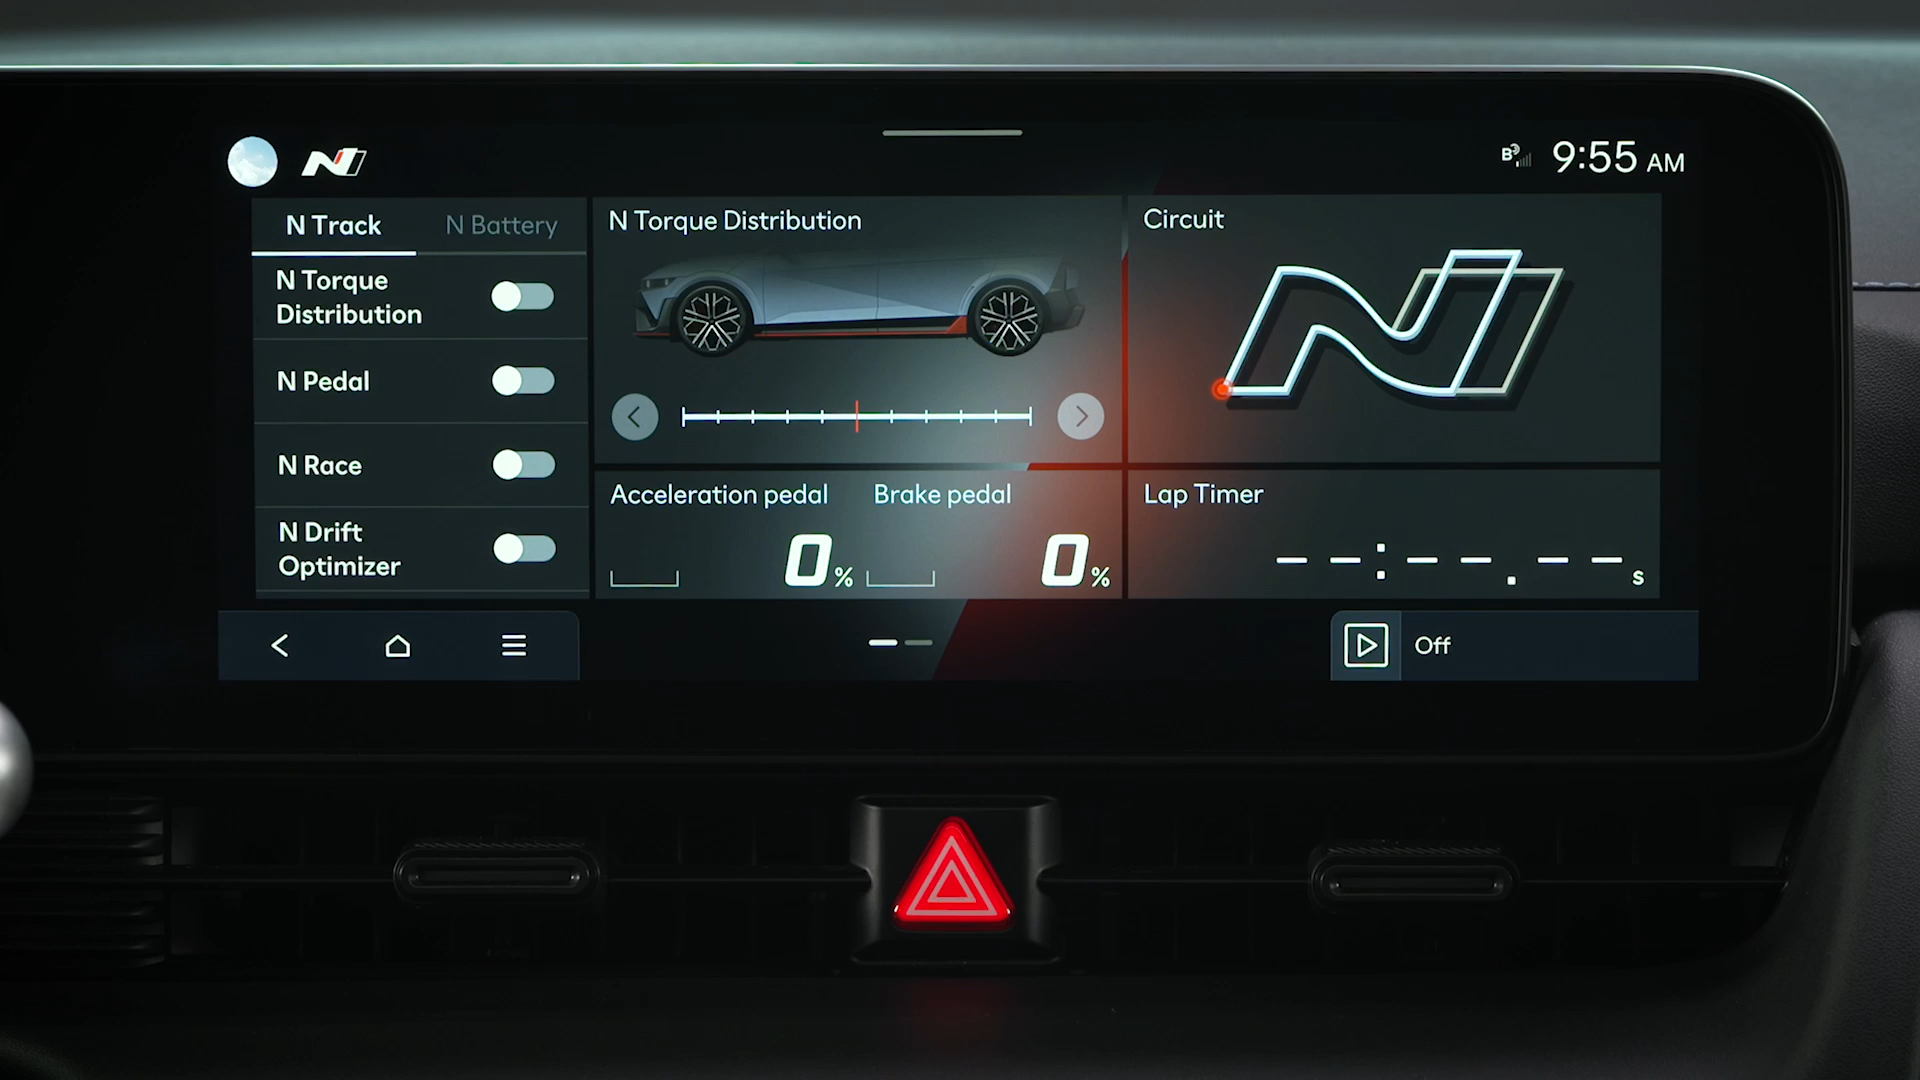 N
B
9:55 AM
N Track
N Battery
N Torque
Distribution
N Pedal
N Race
N Drift
Optimizer
N Torque Distribution
Acceleration pedal
0 %
Brake pedal
0 %
Circuit
N
Lap Timer
– – : – – . – – s
Off